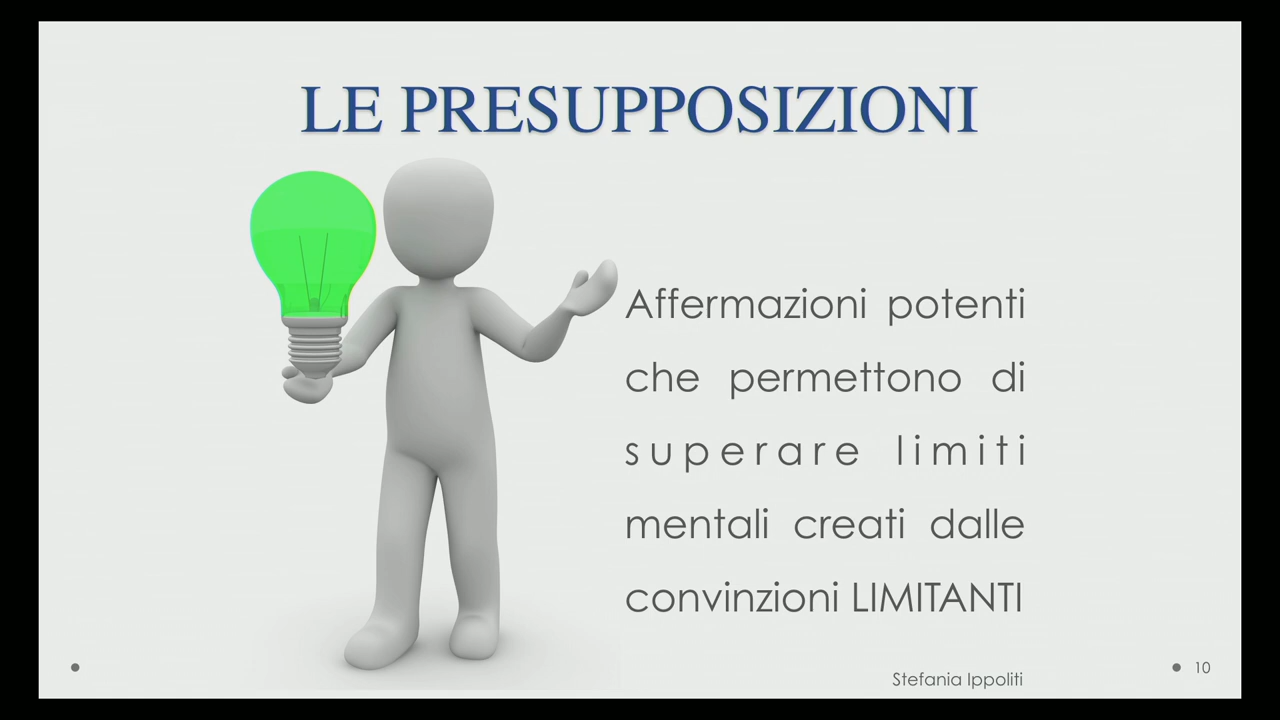 LE PRESUPPOSIZIONI
Affermazioni potenti
che permettono di
superare limiti
mentali creati dalle
convinzioni LIMITANTI
Stefania Ippoliti
10